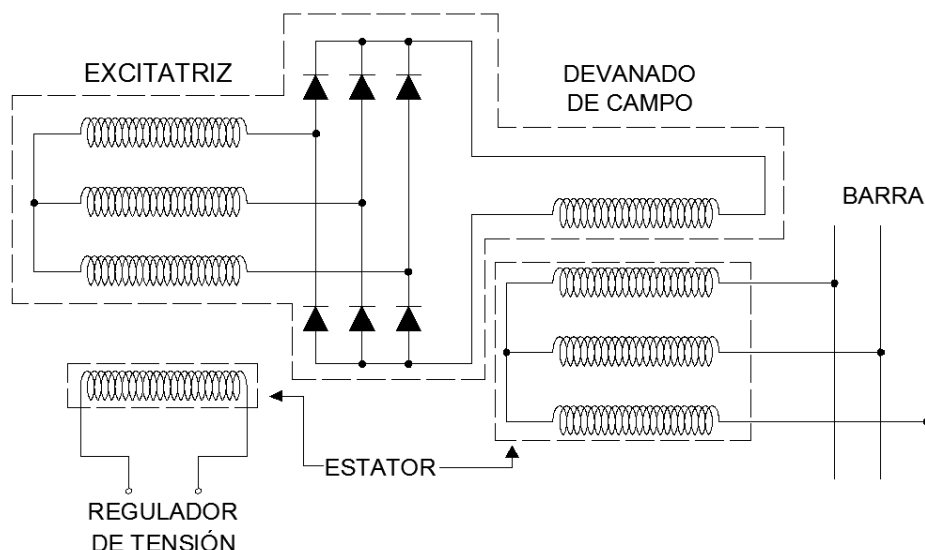 EXCITATRIZ
DEVANADO
DE CAMPO
BARRA
ESTATOR
REGULADOR
DE TENSIÓN